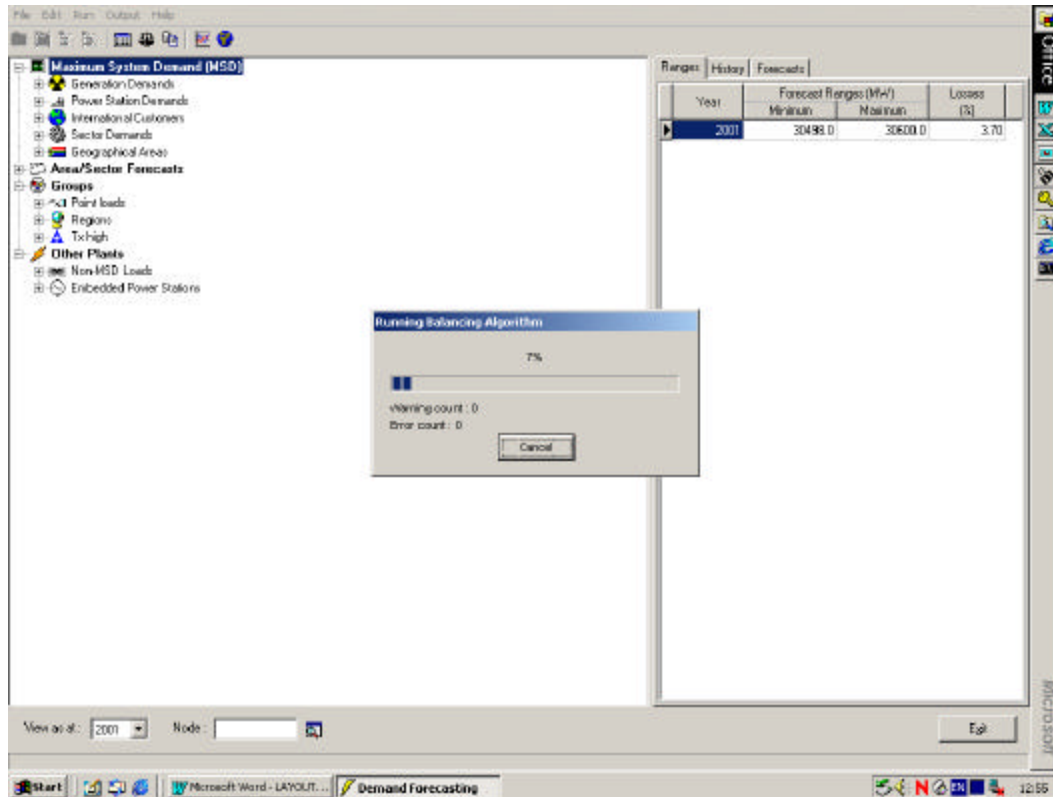 File Edit Run Output Help
Maximum System Demand (MSD)
Generation Demands
Power Station Demands
International Customers
Sector Demands
Geographical Areas
Area/Sector Forecasts
Groups
Point loads
Regions
Tx high
Other Plants
Non-MSD Loads
Embedded Power Stations
Ranges History Forecasts
Year Forecast Ranges (MW) Losses
Minimum Maximum (%)
2001 30498.0 30600.0 3.70
Running Balancing Algorithm
7%
Warning count : 0
Error count : 0
Cancel
View as at : 2001 Node :
Exit
Office
Microsoft
Start Microsoft Word - LAYOUT... Demand Forecasting EN 12:55